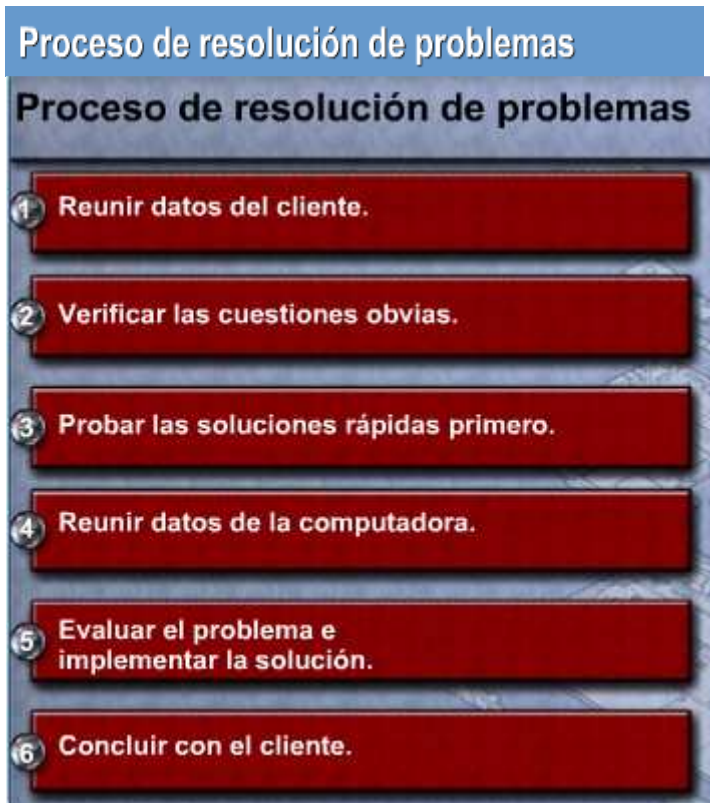 Proceso de resolución de problemas
Proceso de resolución de problemas
1 Reunir datos del cliente.
2 Verificar las cuestiones obvias.
3 Probar las soluciones rápidas primero.
4 Reunir datos de la computadora.
5 Evaluar el problema e
implementar la solución.
6 Concluir con el cliente.